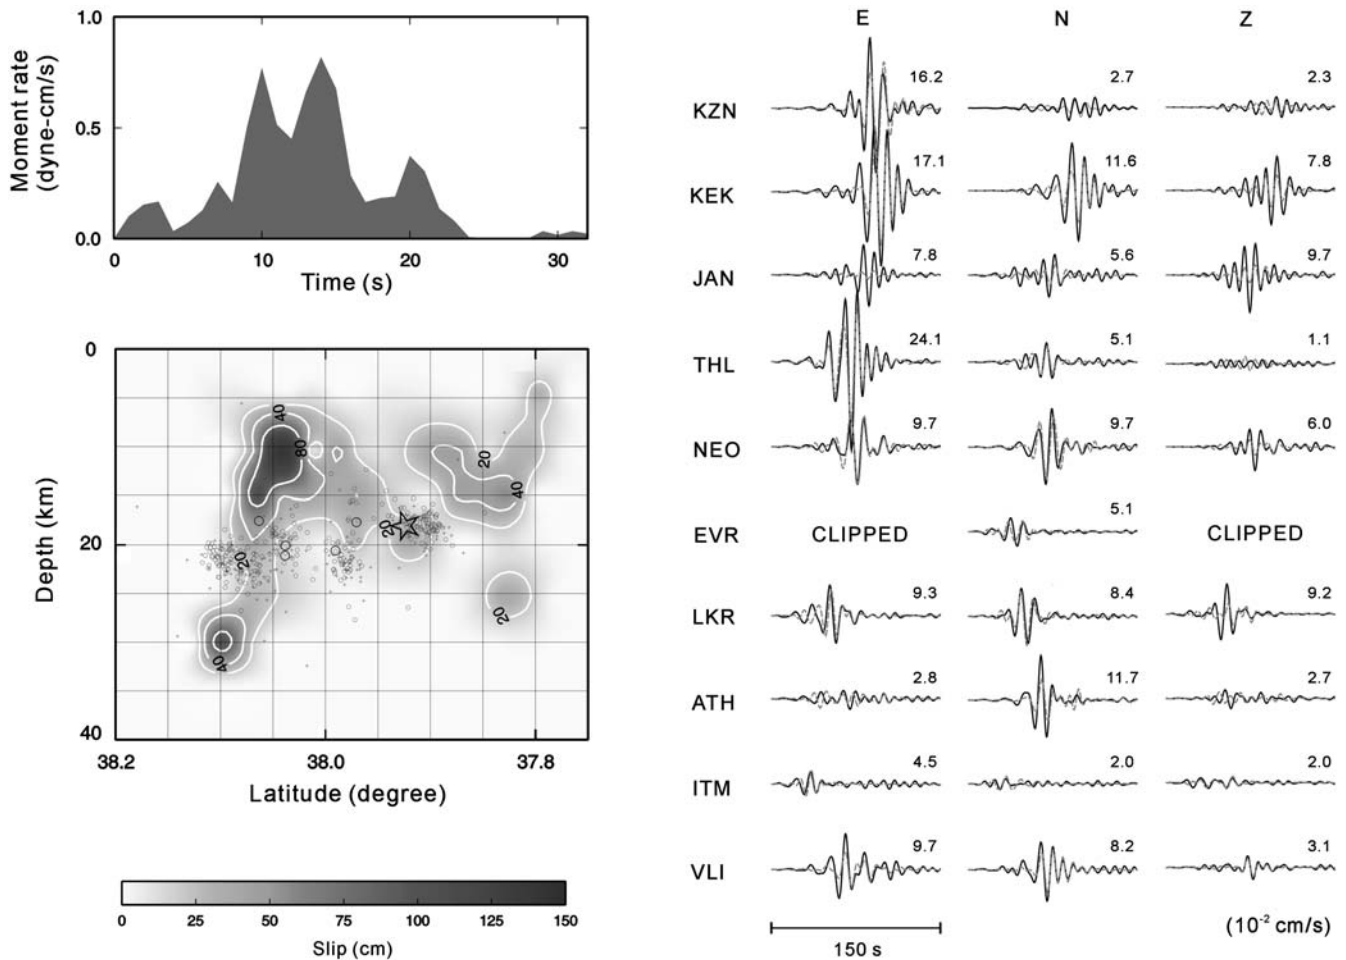 Moment rate
(dyne-cm/s)
1.0
0.5
0.0
0
10
20
30
Time (s)
0
20
40
Depth (km)
40
80
20
20
40
20
20
40
38.2
38.0
37.8
Latitude (degree)
0
25
50
75
100
125
150
Slip (cm)
E
N
Z
KZN
16.2
2.7
2.3
KEK
17.1
11.6
7.8
JAN
7.8
5.6
9.7
THL
24.1
5.1
1.1
NEO
9.7
9.7
6.0
EVR
CLIPPED
5.1
CLIPPED
LKR
9.3
8.4
9.2
ATH
2.8
11.7
2.7
ITM
4.5
2.0
2.0
VLI
9.7
8.2
3.1
150 s
(10⁻² cm/s)